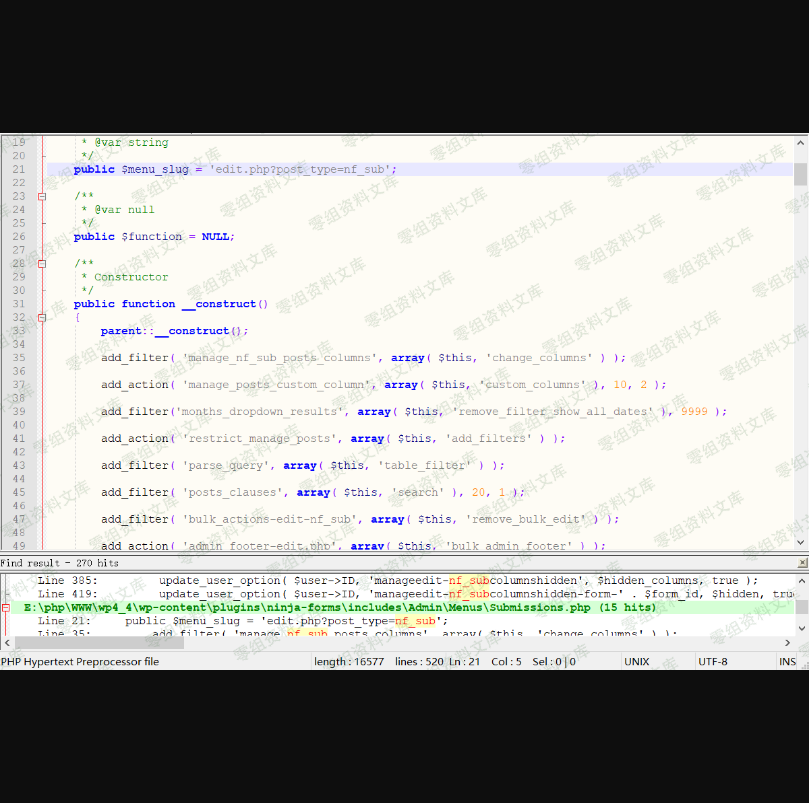 19 * @var string
20 */
21 public $menu_slug = 'edit.php?post_type=nf_sub';
22
23 /**
24 * @var null
25 */
26 public $function = NULL;
27
28 /**
29 * Constructor
30 */
31 public function __construct()
32 {
33 parent::__construct();
34
35 add_filter( 'manage_nf_sub_posts_columns', array( $this, 'change_columns' ) );
36
37 add_action( 'manage_posts_custom_column', array( $this, 'custom_columns' ), 10, 2 );
38
39 add_filter('months_dropdown_results', array( $this, 'remove_filter_show_all_dates' ), 9999 );
40
41 add_action( 'restrict_manage_posts', array( $this, 'add_filters' ) );
42
43 add_filter( 'parse_query', array( $this, 'table_filter' ) );
44
45 add_filter( 'posts_clauses', array( $this, 'search' ), 20, 1 );
46
47 add_filter( 'bulk_actions-edit-nf_sub', array( $this, 'remove_bulk_edit' ) );
48
49 add_action( 'admin_footer-edit.php', array( $this, 'bulk_admin_footer' ) );
Find result - 270 hits
Line 385: update_user_option( $user->ID, 'manageedit-nf_subcolumnshidden', $hidden_columns, true );
Line 419: update_user_option( $user->ID, 'manageedit-nf_subcolumnshidden-form-' . $form_id, $hidden, true
E:\php\WWW\wp4_4\wp-content\plugins\ninja-forms\includes\Admin\Menus\Submissions.php (15 hits)
Line 21: public $menu_slug = 'edit.php?post_type=nf_sub';
Line 35: add_filter( 'manage_nf_sub_posts_columns', array( $this, 'change_columns' ) );
PHP Hypertext Preprocessor file length : 16577 lines : 520 Ln : 21 Col : 5 Sel : 0 | 0 UNIX UTF-8 INS
零组资料文库